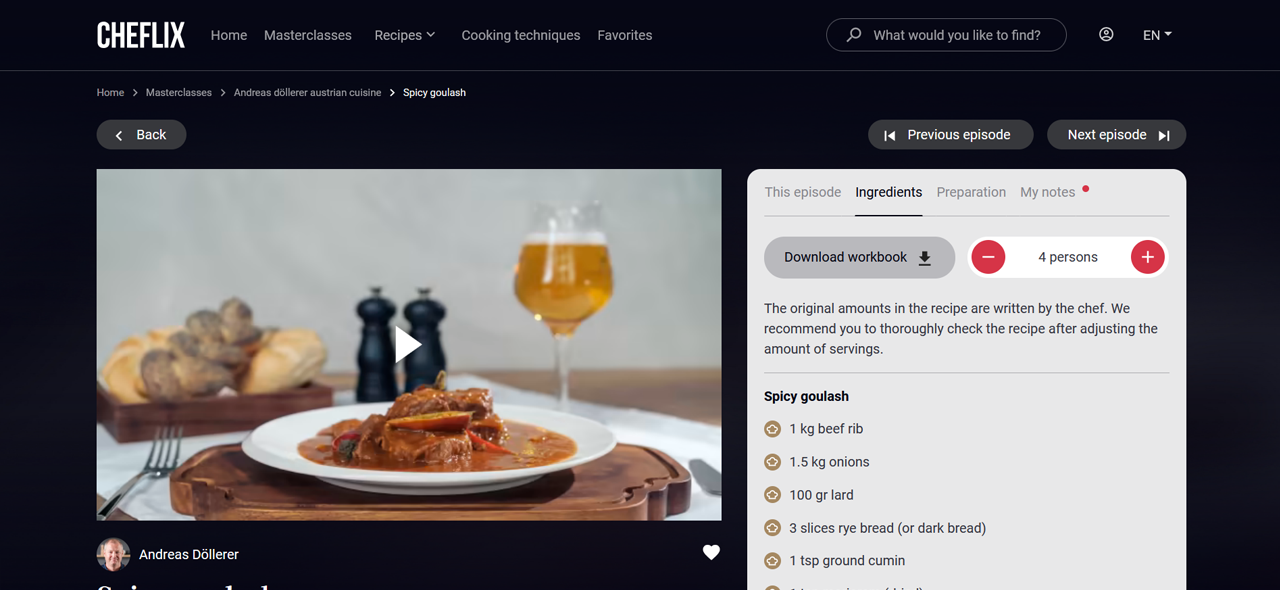 CHEFLIX Home Masterclasses Recipes Cooking techniques Favorites What would you like to find? EN
Home Masterclasses Andreas döllerer austrian cuisine Spicy goulash
Back Previous episode Next episode
This episode Ingredients Preparation My notes
Download workbook 4 persons
The original amounts in the recipe are written by the chef. We
recommend you to thoroughly check the recipe after adjusting the
amount of servings.
Spicy goulash
1 kg beef rib
1.5 kg onions
100 gr lard
3 slices rye bread (or dark bread)
1 tsp ground cumin
Andreas Döllerer